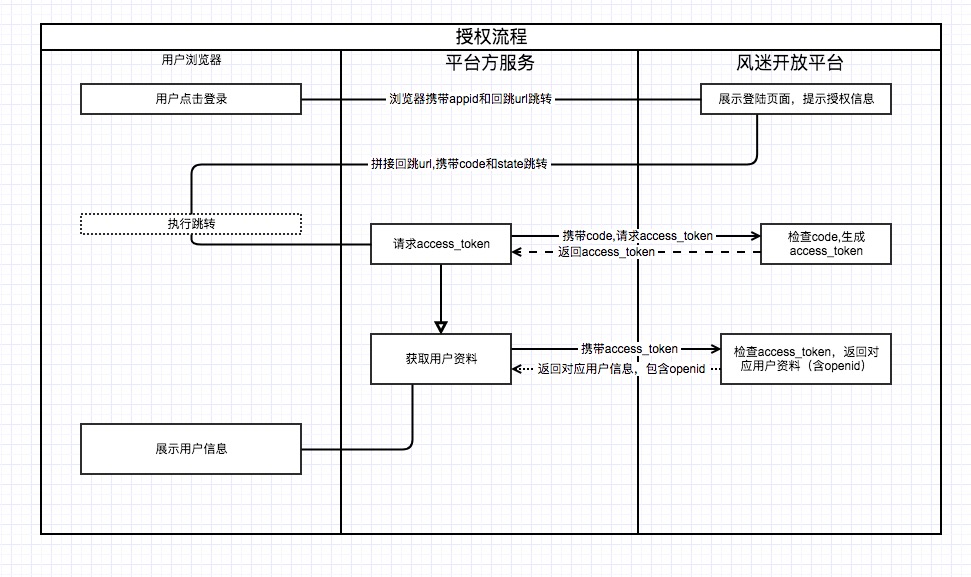 授权流程
用户浏览器
平台方服务
风迷开放平台
用户点击登录
浏览器携带appid和回跳url跳转
展示登陆页面，提示授权信息
拼接回跳url,携带code和state跳转
执行跳转
请求access_token
携带code,请求access_token
返回access_token
检查code,生成
access_token
获取用户资料
携带access_token
返回对应用户信息，包含openid
检查access_token，返回对
应用户资料（含openid）
展示用户信息